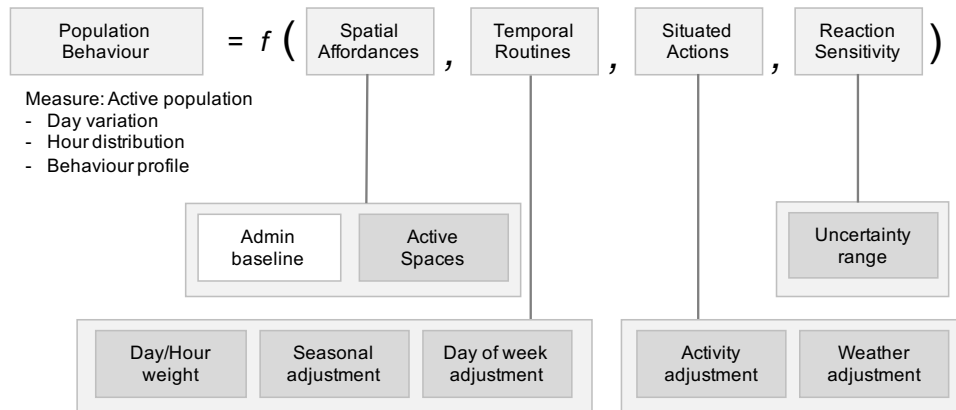 Population
Behaviour
= f (
Spatial
Affordances
,
Temporal
Routines
,
Situated
Actions
,
Reaction
Sensitivity
)
Measure: Active population
- Day variation
- Hour distribution
- Behaviour profile
Admin
baseline
Active
Spaces
Uncertainty
range
Day/Hour
weight
Seasonal
adjustment
Day of week
adjustment
Activity
adjustment
Weather
adjustment